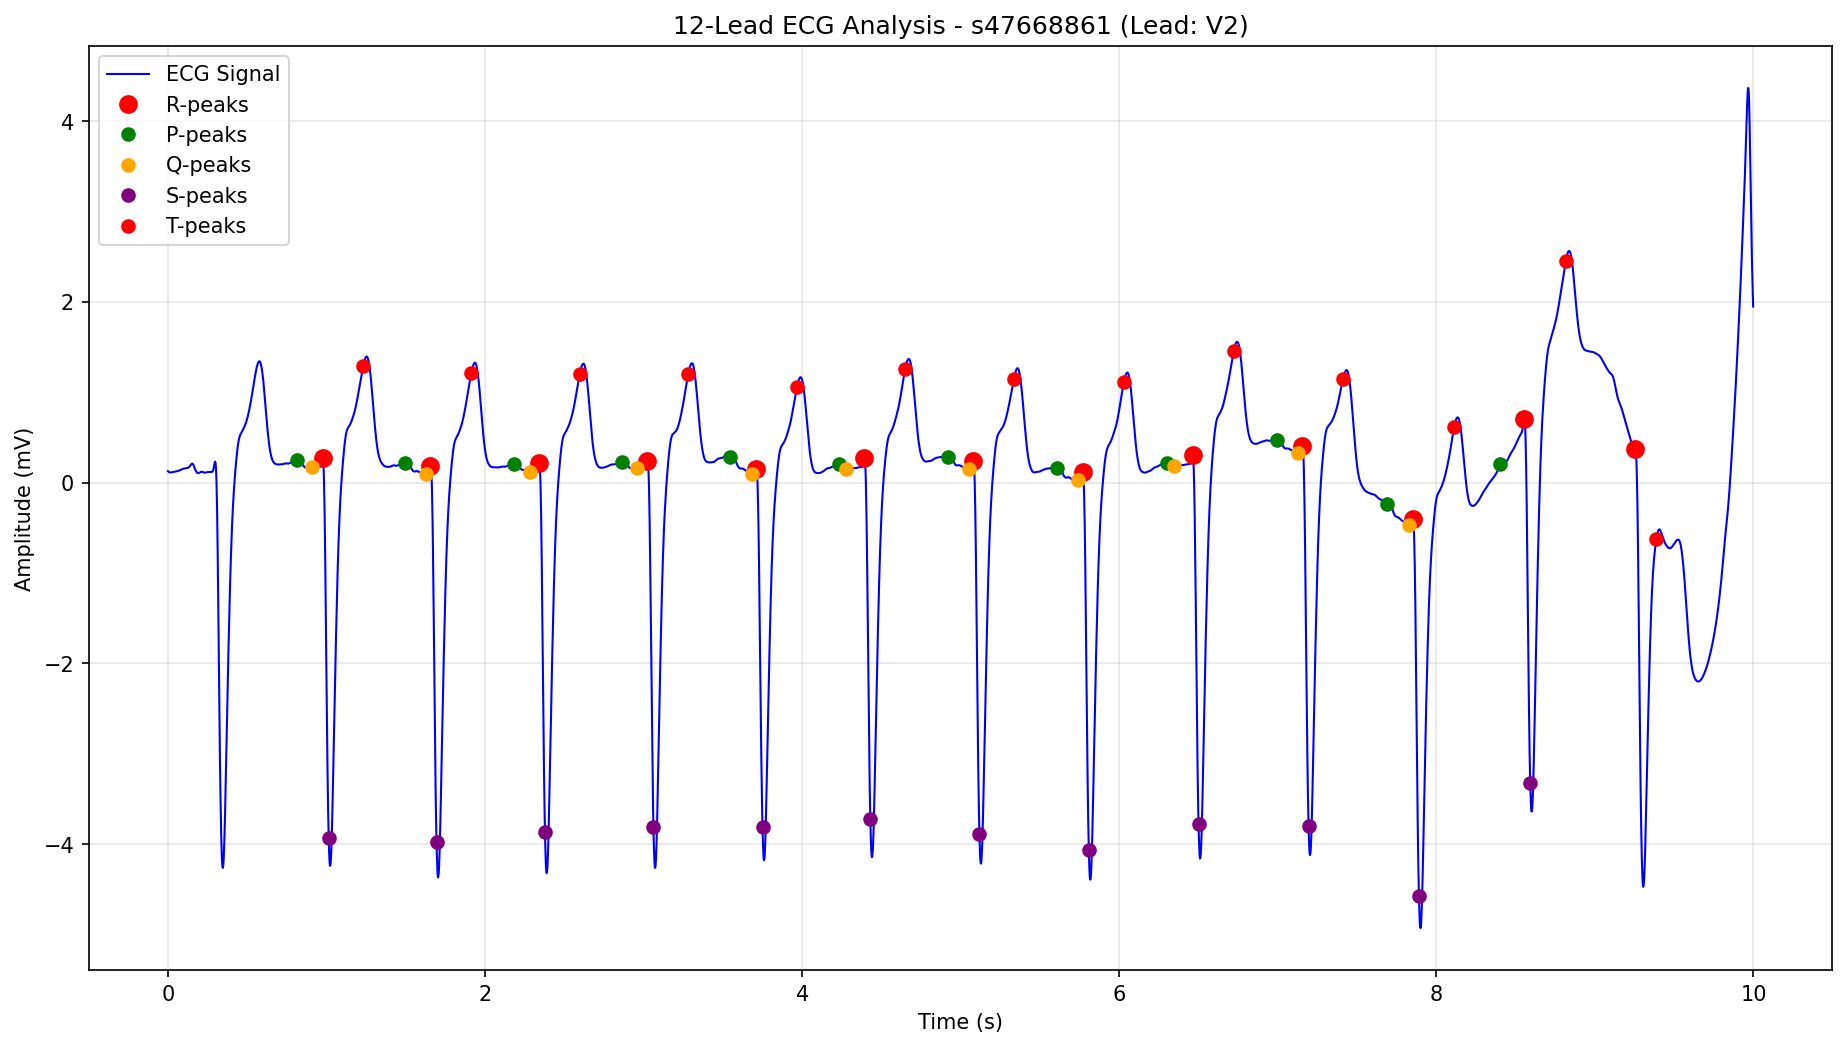 12-Lead ECG Analysis - s47668861 (Lead: V2)
ECG Signal
R-peaks
P-peaks
Q-peaks
S-peaks
T-peaks
Amplitude (mV)
4
2
0
−2
−4
0
2
4
6
8
10
Time (s)